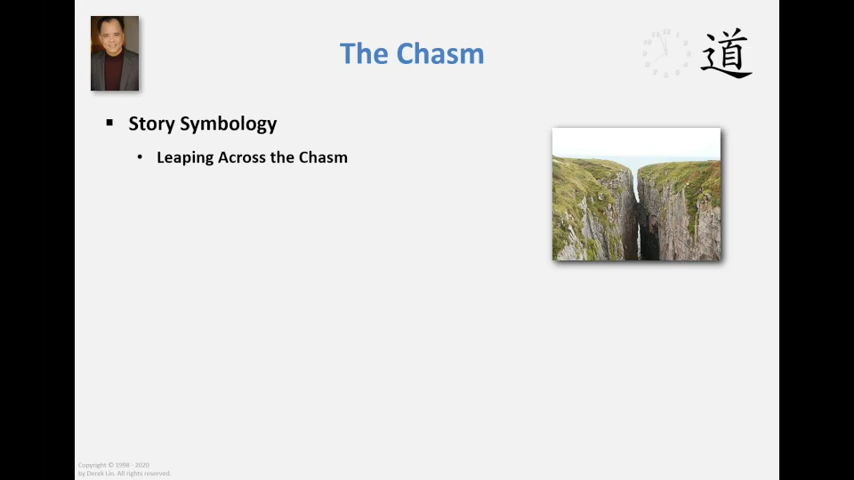 The Chasm
道
Story Symbology
Leaping Across the Chasm
Copyright © 1998 - 2020
by Derek Lin. All rights reserved.